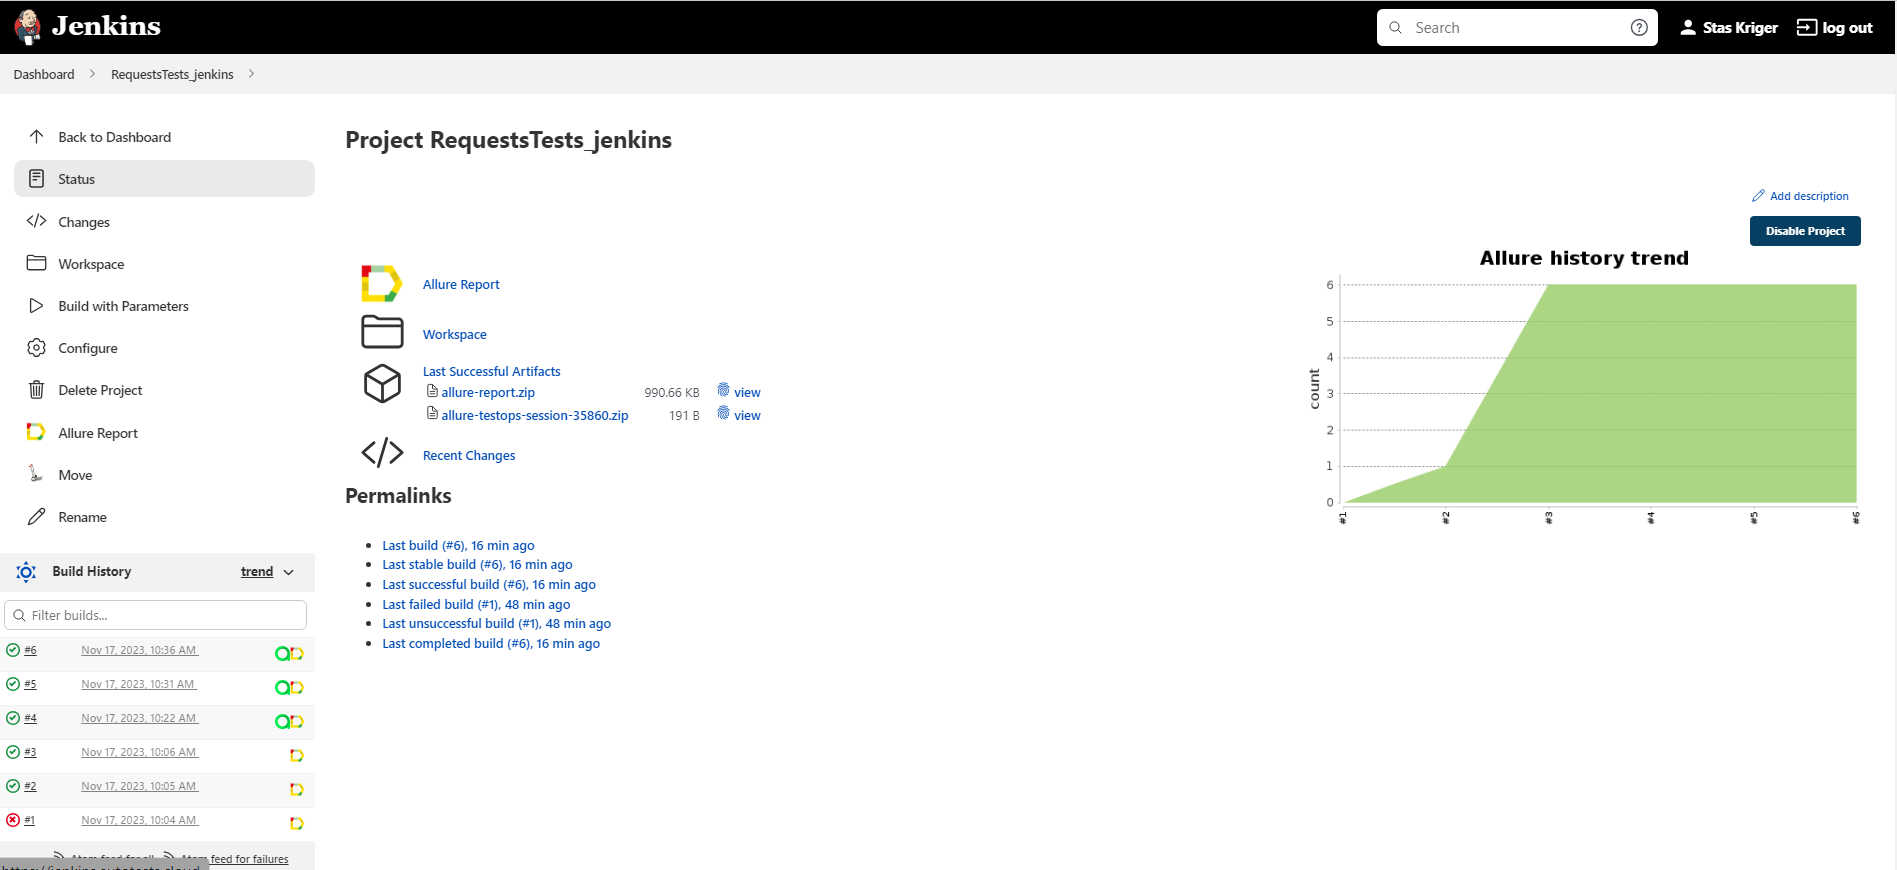 Jenkins
Search
Stas Kriger
log out
Dashboard
RequestsTests_jenkins
Back to Dashboard
Status
Changes
Workspace
Build with Parameters
Configure
Delete Project
Allure Report
Move
Rename
Build History
trend
Filter builds...
#6 Nov 17, 2023, 10:36 AM
#5 Nov 17, 2023, 10:31 AM
#4 Nov 17, 2023, 10:22 AM
#3 Nov 17, 2023, 10:06 AM
#2 Nov 17, 2023, 10:05 AM
#1 Nov 17, 2023, 10:04 AM
Atom feed for all Atom feed for failures
Project RequestsTests_jenkins
Add description
Disable Project
Allure Report
Workspace
Last Successful Artifacts
allure-report.zip 990.66 KB view
allure-testops-session-35860.zip 191 B view
Recent Changes
Permalinks
Last build (#6), 16 min ago
Last stable build (#6), 16 min ago
Last successful build (#6), 16 min ago
Last failed build (#1), 48 min ago
Last unsuccessful build (#1), 48 min ago
Last completed build (#6), 16 min ago
Allure history trend
count
6
5
4
3
2
1
0
#1 #2 #3 #4 #5 #6